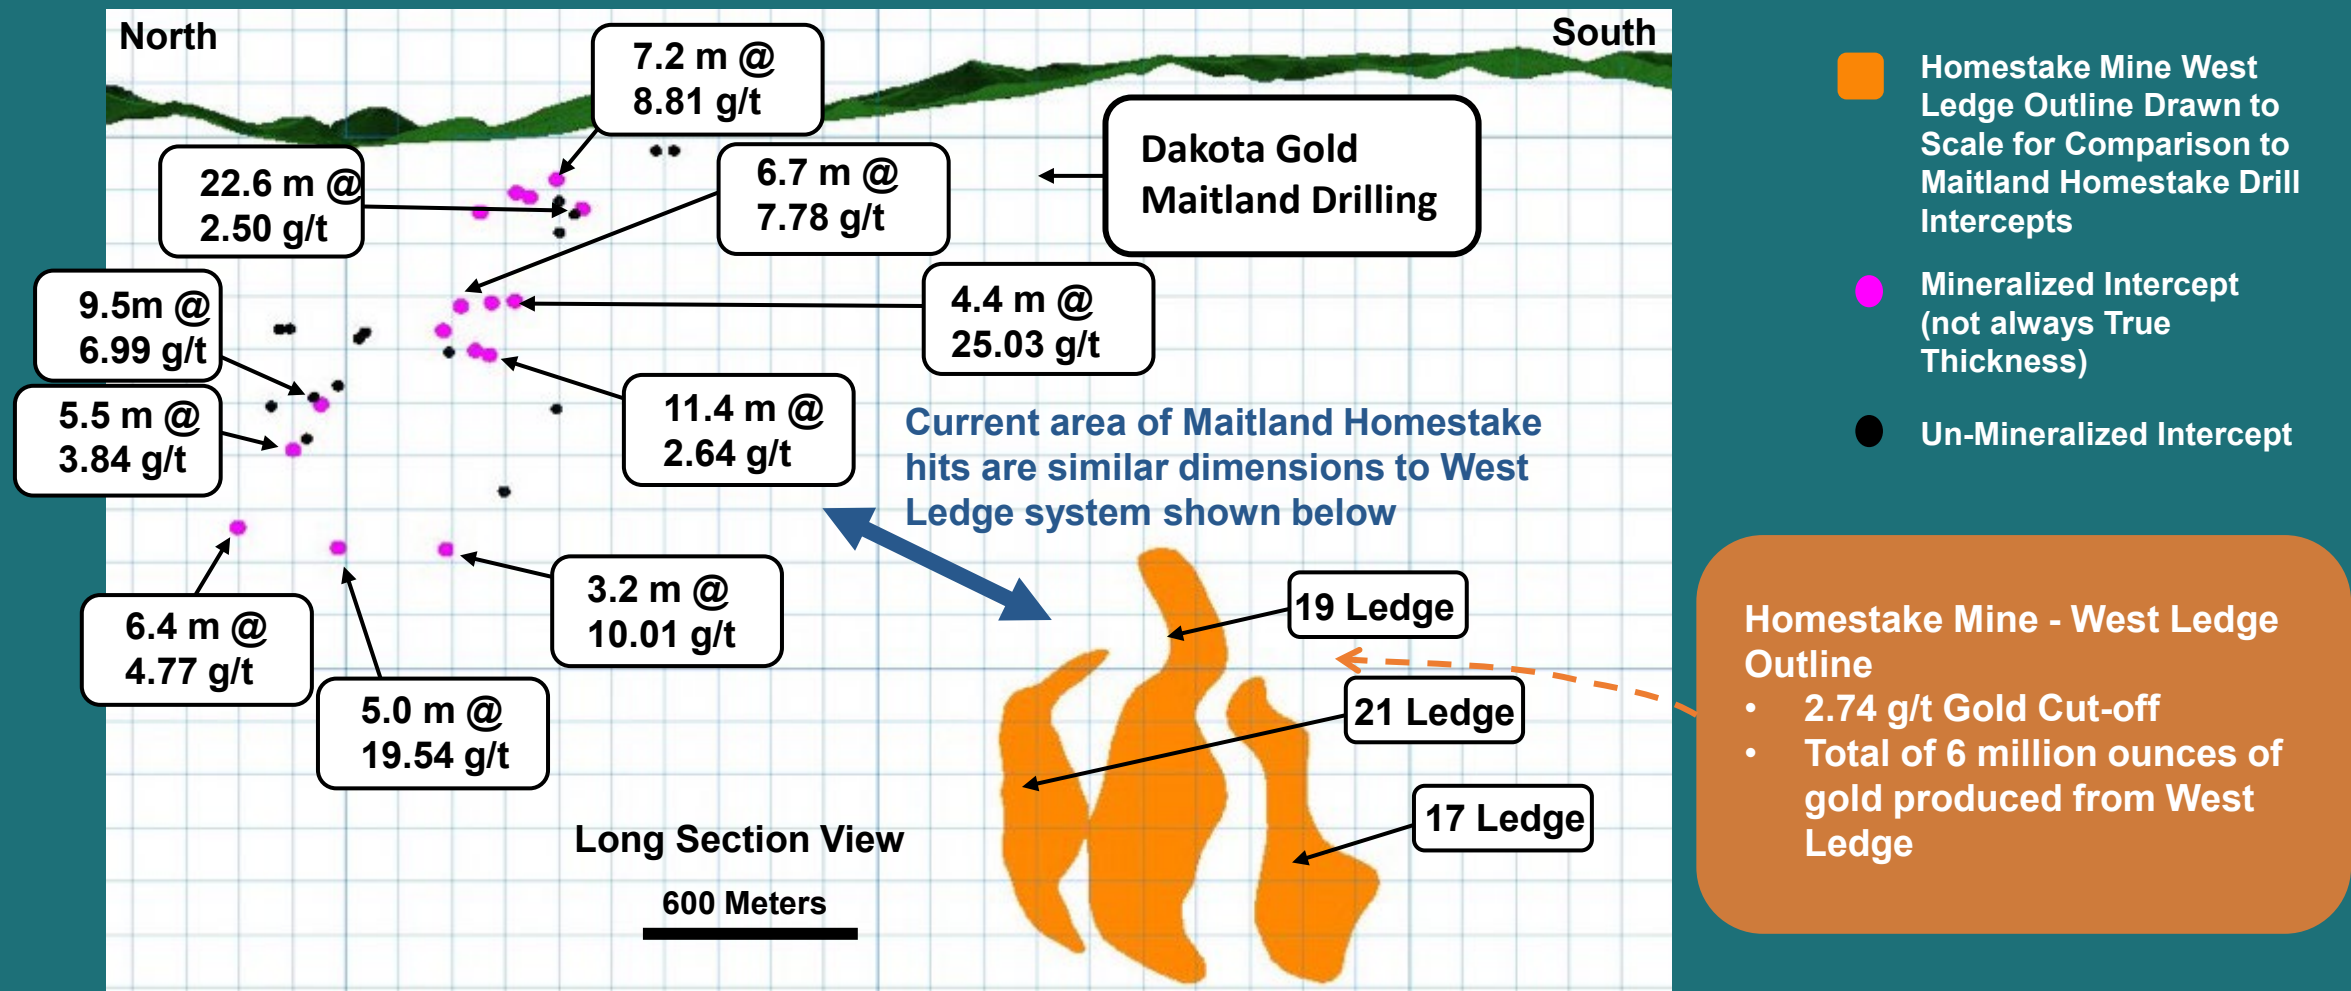 North
South
7.2 m @
8.81 g/t
Dakota Gold
Maitland Drilling
22.6 m @
2.50 g/t
6.7 m @
7.78 g/t
9.5m @
6.99 g/t
4.4 m @
25.03 g/t
5.5 m @
3.84 g/t
11.4 m @
2.64 g/t
Current area of Maitland Homestake
hits are similar dimensions to West
Ledge system shown below
6.4 m @
4.77 g/t
3.2 m @
10.01 g/t
5.0 m @
19.54 g/t
19 Ledge
21 Ledge
17 Ledge
Long Section View
600 Meters
Homestake Mine West
Ledge Outline Drawn to
Scale for Comparison to
Maitland Homestake Drill
Intercepts
Mineralized Intercept
(not always True
Thickness)
Un-Mineralized Intercept
Homestake Mine - West Ledge
Outline
• 2.74 g/t Gold Cut-off
• Total of 6 million ounces of
gold produced from West
Ledge